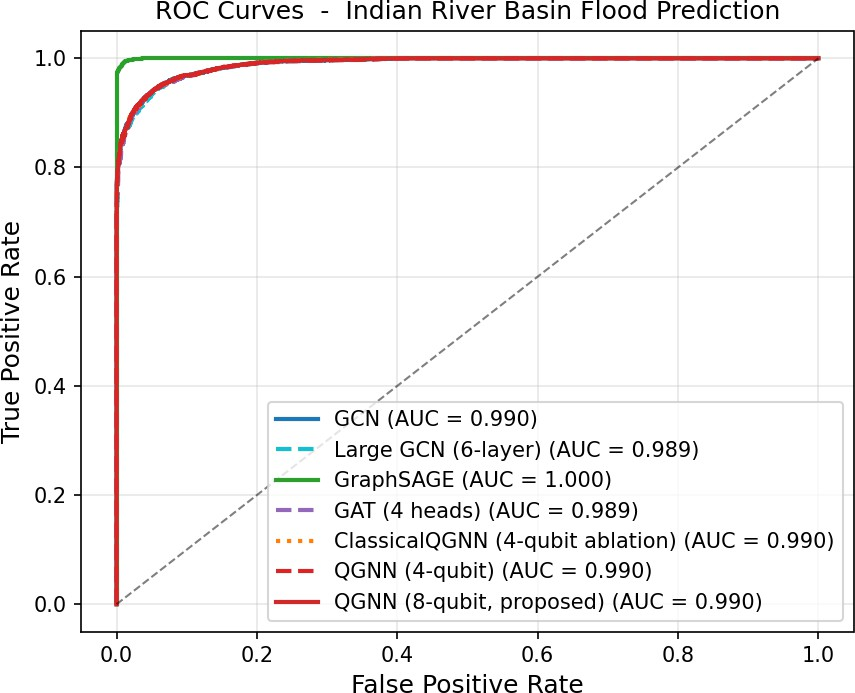 ROC Curves  -  Indian River Basin Flood Prediction
True Positive Rate
1.0
0.8
0.6
0.4
0.2
0.0
GCN (AUC = 0.990)
Large GCN (6-layer) (AUC = 0.989)
GraphSAGE (AUC = 1.000)
GAT (4 heads) (AUC = 0.989)
ClassicalQGNN (4-qubit ablation) (AUC = 0.990)
QGNN (4-qubit) (AUC = 0.990)
QGNN (8-qubit, proposed) (AUC = 0.990)
0.0 0.2 0.4 0.6 0.8 1.0
False Positive Rate